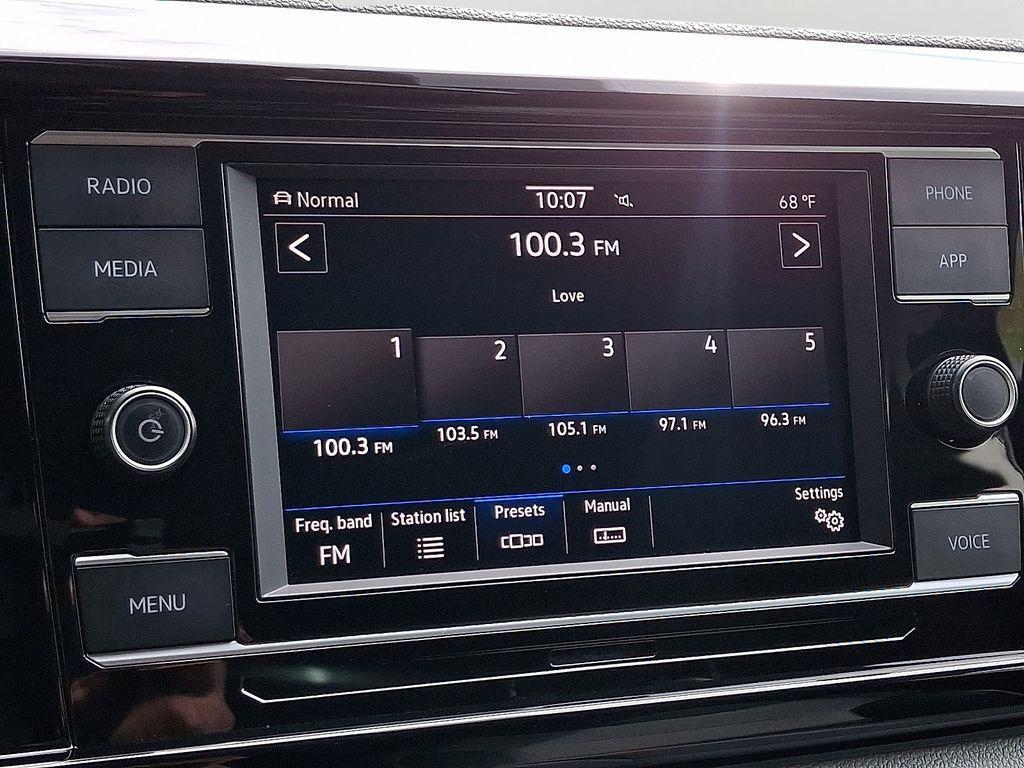 RADIO
MEDIA
MENU
Normal 10:07 68 °F
< 100.3 FM >
Love
1 2 3 4 5
100.3 FM 103.5 FM 105.1 FM 97.1 FM 96.3 FM
Freq. band Station list Presets Manual Settings
FM
PHONE
APP
VOICE